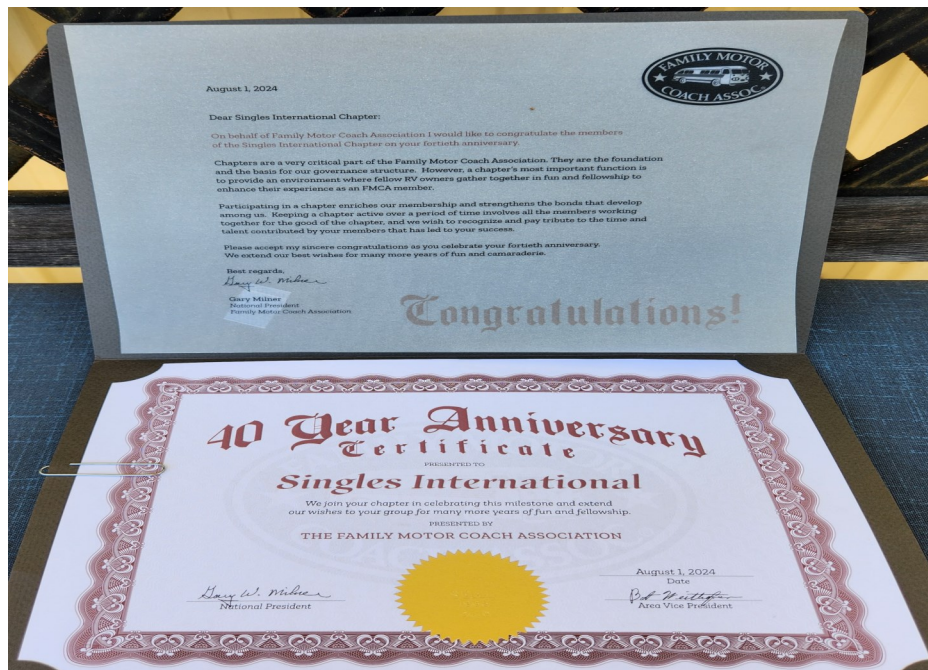 FAMILY MOTOR
COACH ASSOC.
August 1, 2024
Dear Singles International Chapter:
On behalf of Family Motor Coach Association I would like to congratulate the members
of the Singles International Chapter on your fortieth anniversary.
Chapters are a very critical part of the Family Motor Coach Association. They are the foundation
and the basis for our governance structure. However, a chapter's most important function is
to provide an environment where fellow RV owners gather together in fun and fellowship to
enhance their experience as an FMCA member.
Participating in a chapter enriches our membership and strengthens the bonds that develop
among us. Keeping a chapter active over a period of time involves all the members working
together for the good of the chapter, and we wish to recognize and pay tribute to the time and
talent contributed by your members that has led to your success.
Please accept my sincere congratulations as you celebrate your fortieth anniversary.
We extend our best wishes for many more years of fun and camaraderie.
Best regards,
Gary W. Milner
Gary Milner
National President
Family Motor Coach Association
Congratulations!
40 Year Anniversary
Certificate
PRESENTED TO
Singles International
We join your chapter in celebrating this milestone and extend
our wishes to your group for many more years of fun and fellowship.
PRESENTED BY
THE FAMILY MOTOR COACH ASSOCIATION
August 1, 2024
Date
Gary W. Milner
National President
Area Vice President